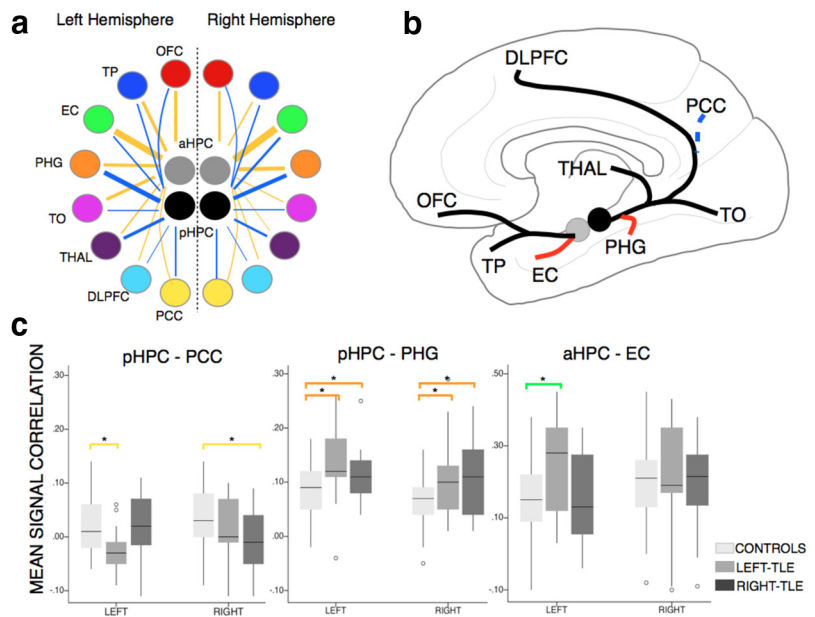 a
Left Hemisphere Right Hemisphere
OFC
TP
EC
PHG
TO
THAL
DLPFC
PCC
aHPC
pHPC
b
DLPFC
PCC
THAL
OFC
TO
PHG
TP
EC
c
MEAN SIGNAL CORRELATION
pHPC - PCC
.30
.10
.00
-.10
*
*
LEFT RIGHT
pHPC - PHG
.30
.20
.10
.00
-.10
*
*
*
*
LEFT RIGHT
aHPC - EC
.50
.30
.10
-.10
*
LEFT RIGHT
CONTROLS
LEFT-TLE
RIGHT-TLE